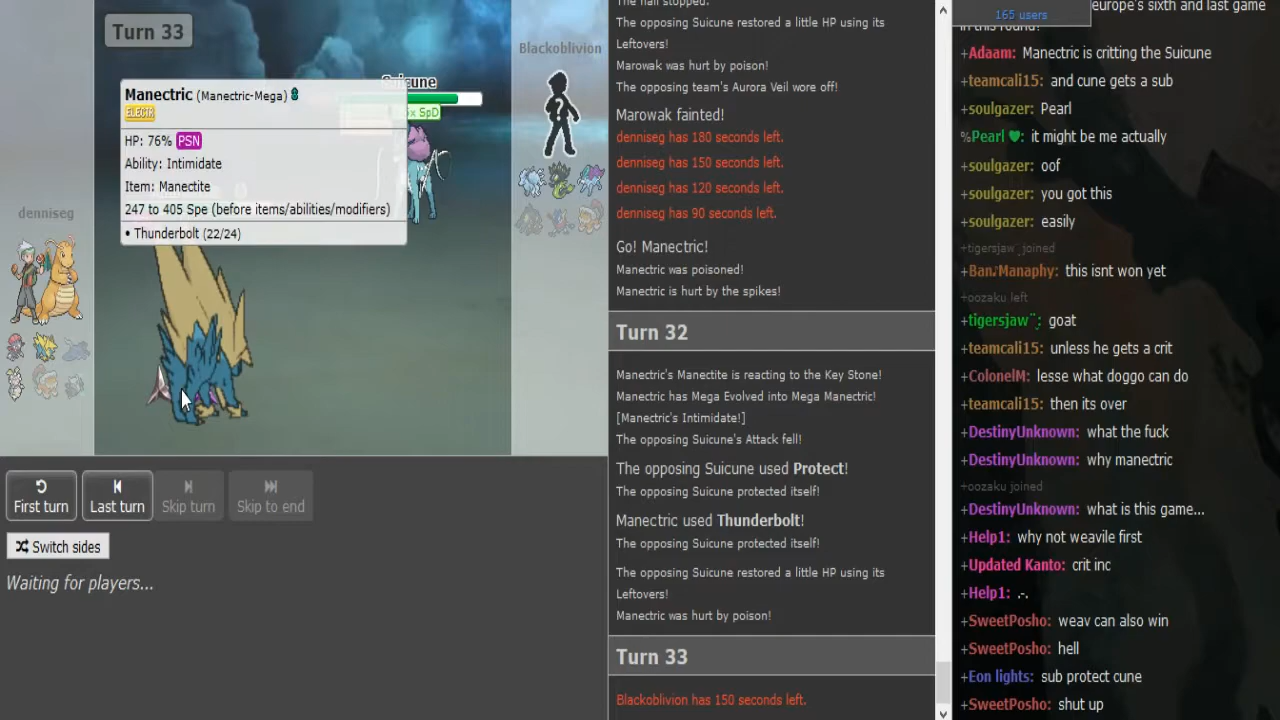 Turn 33
Blackoblivion
Manectric (Manectric-Mega)
ELECTR
HP: 76% PSN
Ability: Intimidate
Item: Manectite
247 to 405 Spe (before items/abilities/modifiers)
• Thunderbolt (22/24)
Suicune
SpD
denniseg
First turn
Last turn
Skip turn
Skip to end
Switch sides
Waiting for players...
The hail stopped.
The opposing Suicune restored a little HP using its
Leftovers!
Marowak was hurt by poison!
The opposing team's Aurora Veil wore off!
Marowak fainted!
denniseg has 180 seconds left.
denniseg has 150 seconds left.
denniseg has 120 seconds left.
denniseg has 90 seconds left.
Go! Manectric!
Manectric was poisoned!
Manectric is hurt by the spikes!
Turn 32
Manectric's Manectite is reacting to the Key Stone!
Manectric has Mega Evolved into Mega Manectric!
[Manectric's Intimidate!]
The opposing Suicune's Attack fell!
The opposing Suicune used Protect!
The opposing Suicune protected itself!
Manectric used Thunderbolt!
The opposing Suicune protected itself!
The opposing Suicune restored a little HP using its
Leftovers!
Manectric was hurt by poison!
Turn 33
Blackoblivion has 150 seconds left.
165 users
europe's sixth and last game
in this round!
+Adaam: Manectric is critting the Suicune
+teamcali15: and cune gets a sub
+soulgazer: Pearl
%Pearl ♥: it might be me actually
+soulgazer: oof
+soulgazer: you got this
+soulgazer: easily
+tigersjaw¨; joined
+Ban♪Manaphy: this isnt won yet
+oozaku left
+tigersjaw¨;: goat
+teamcali15: unless he gets a crit
+ColonelM: lesse what doggo can do
+teamcali15: then its over
+DestinyUnknown: what the fuck
+DestinyUnknown: why manectric
+oozaku joined
+DestinyUnknown: what is this game...
+Help1: why not weavile first
+Updated Kanto: crit inc
+Help1: .-.
+SweetPosho: weav can also win
+SweetPosho: hell
+Eon lights: sub protect cune
+SweetPosho: shut up